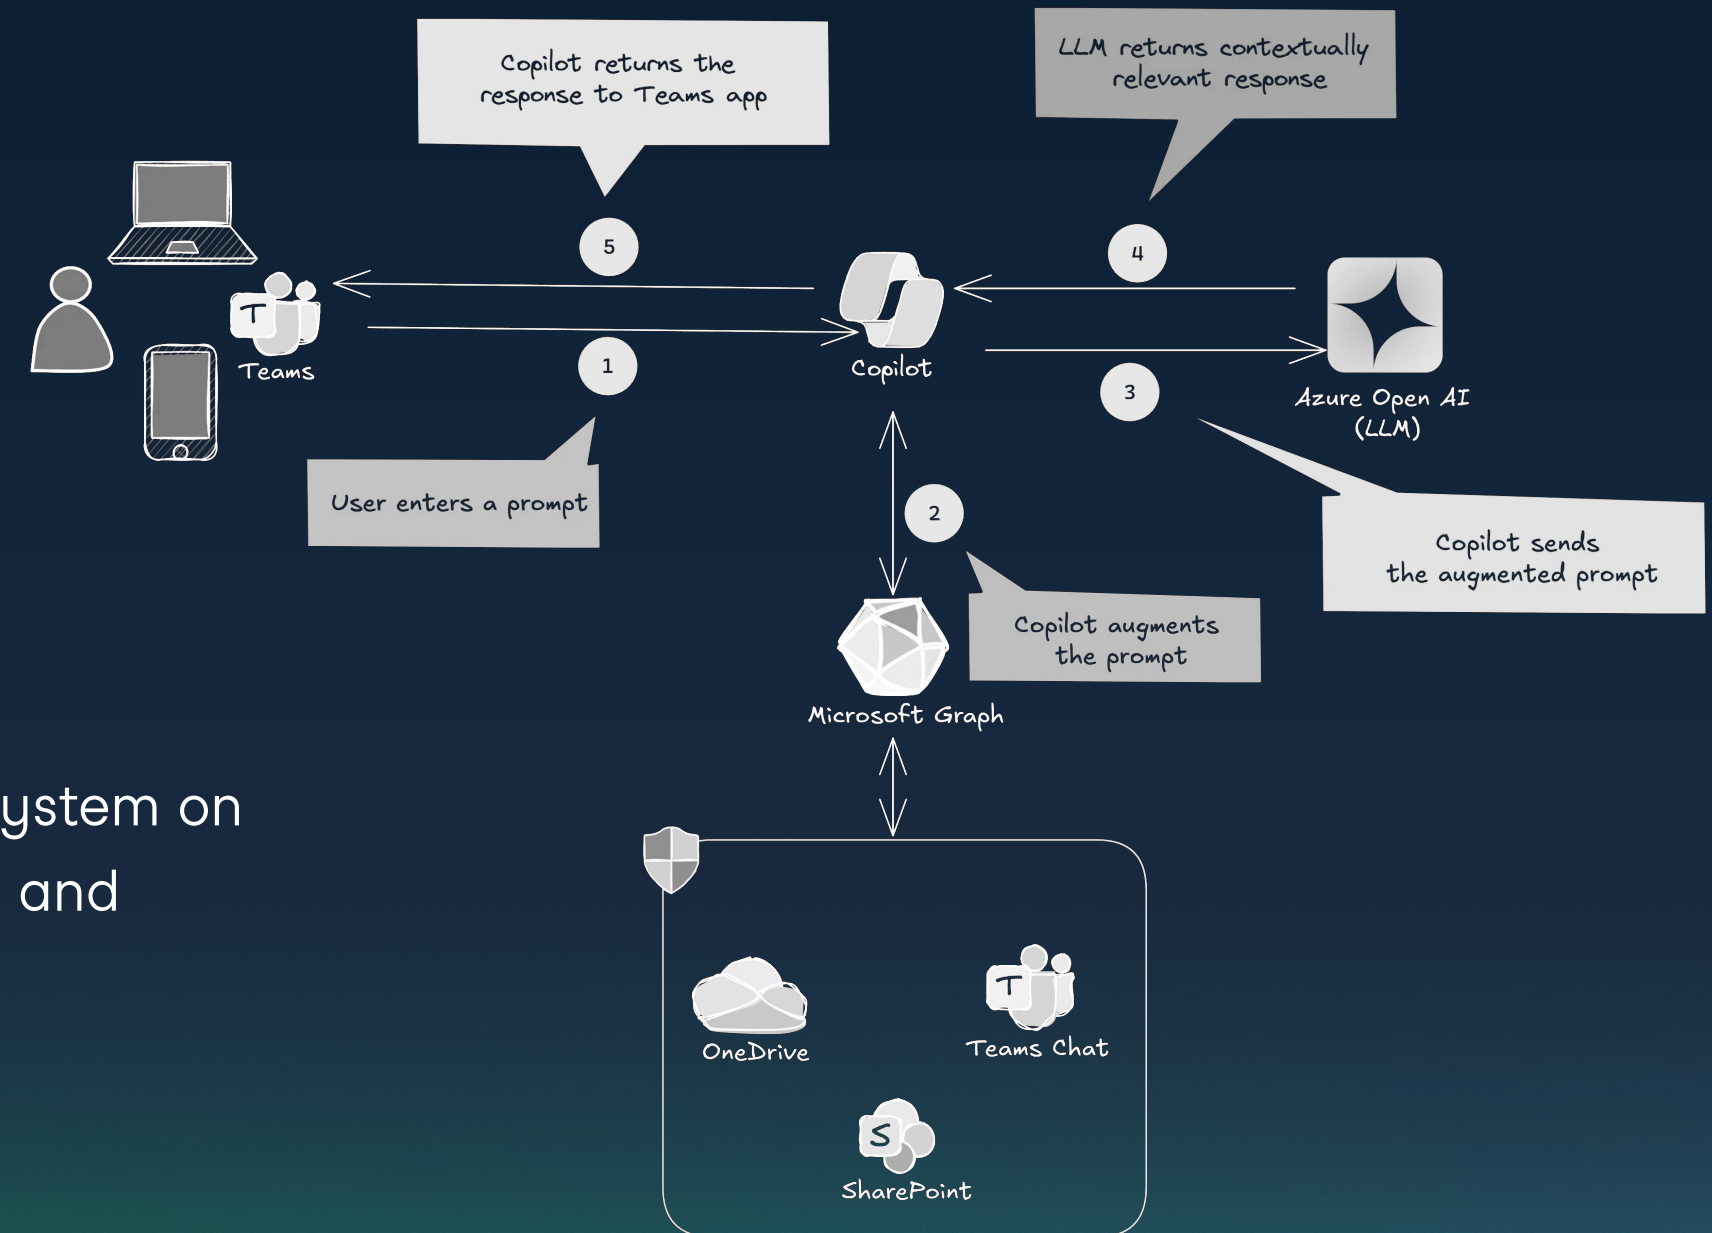 Copilot returns the
response to Teams app
LLM returns contextually
relevant response
5
4
T
Teams
Copilot
1
3
Azure Open AI
(LLM)
User enters a prompt
2
Copilot sends
the augmented prompt
Copilot augments
the prompt
Microsoft Graph
ystem on
and
T
OneDrive
Teams Chat
S
SharePoint